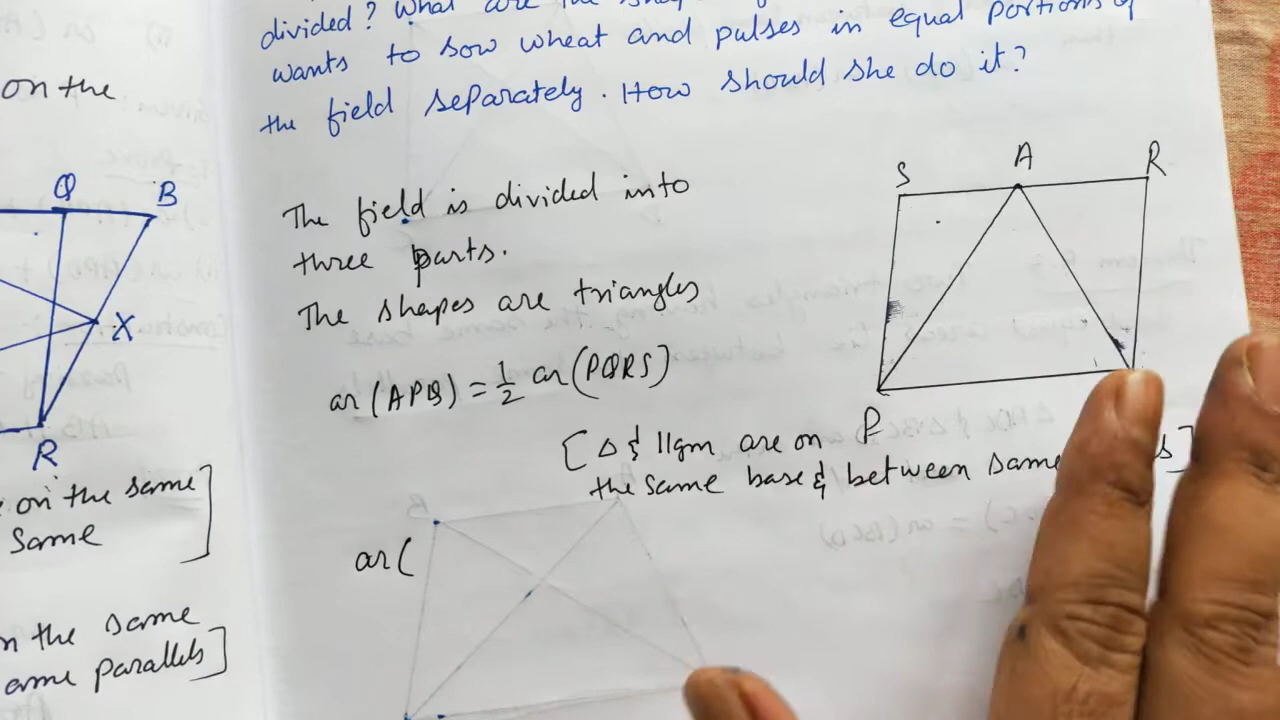 on the
Q B
X
R
on the same]
Same
n the same
ame parallels]
divided? What are the
wants to sow wheat and pulses in equal portions of
the field separately. How should she do it?
The field is divided into
three parts.
The shapes are triangles
ar (APQ) = 1/2 ar (PQRS)
[Δ & ||gm are on
the same base & between same s]
ar(
S A R
P